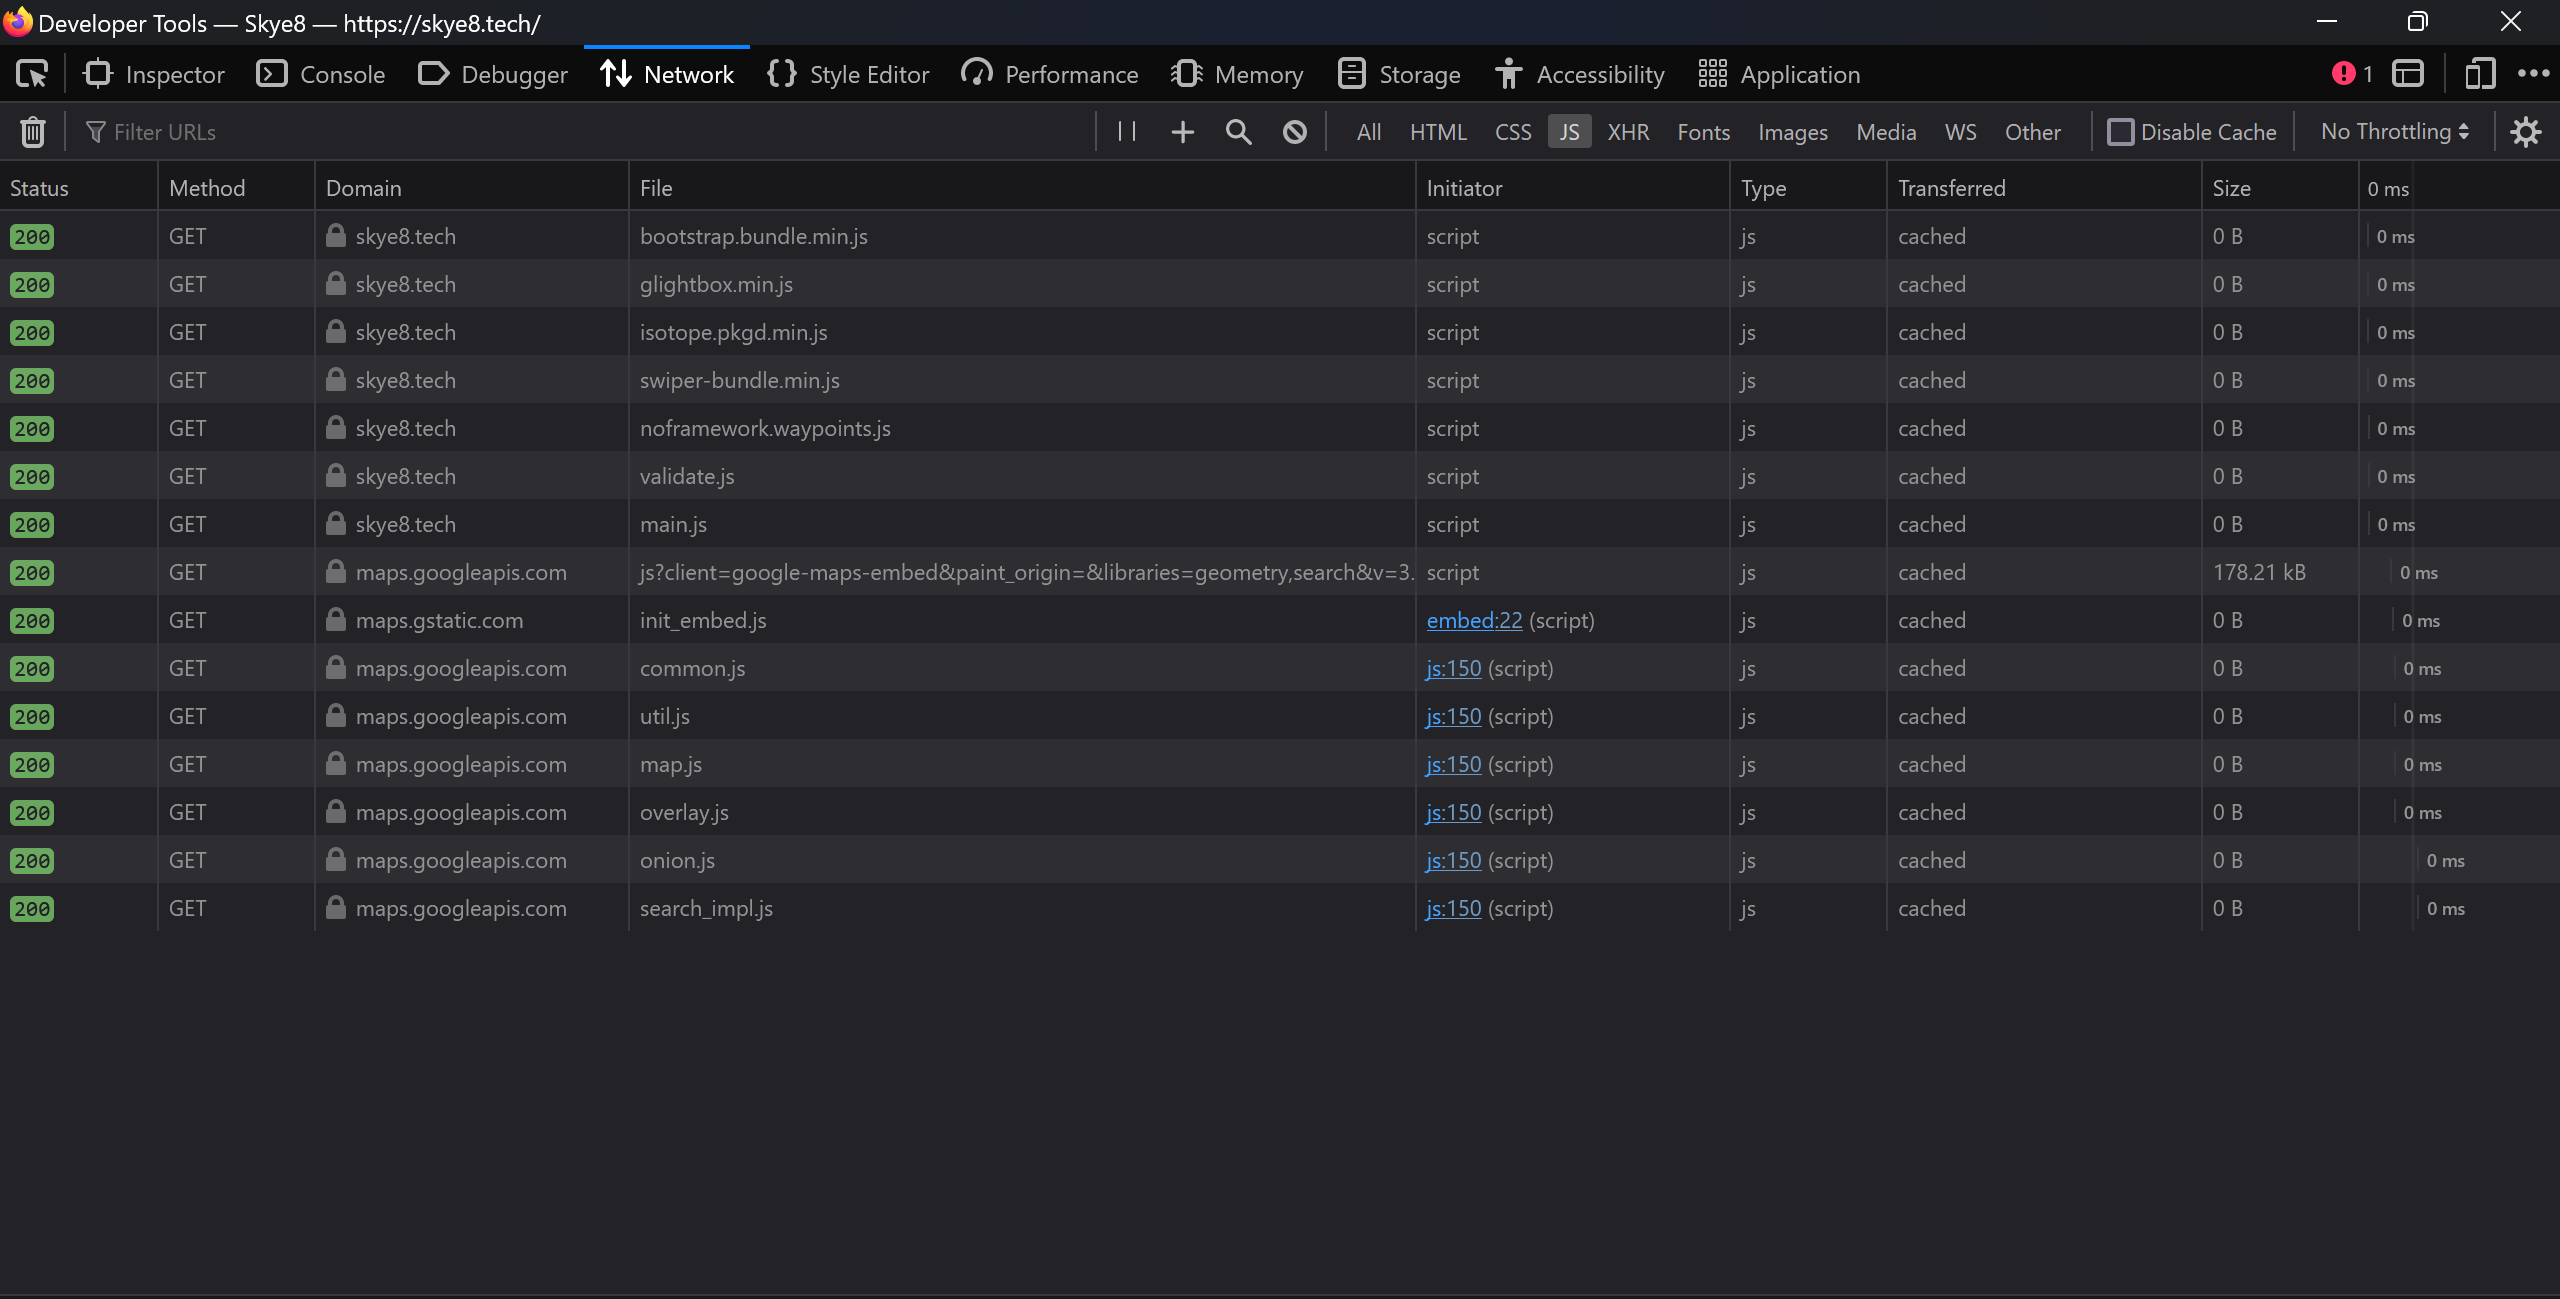 Developer Tools — Skye8 — https://skye8.tech/
Inspector Console Debugger Network Style Editor Performance Memory Storage Accessibility Application 1
Filter URLs All HTML CSS JS XHR Fonts Images Media WS Other Disable Cache No Throttling
Status Method Domain File Initiator Type Transferred Size 0 ms
200 GET skye8.tech bootstrap.bundle.min.js script js cached 0 B 0 ms
200 GET skye8.tech glightbox.min.js script js cached 0 B 0 ms
200 GET skye8.tech isotope.pkgd.min.js script js cached 0 B 0 ms
200 GET skye8.tech swiper-bundle.min.js script js cached 0 B 0 ms
200 GET skye8.tech noframework.waypoints.js script js cached 0 B 0 ms
200 GET skye8.tech validate.js script js cached 0 B 0 ms
200 GET skye8.tech main.js script js cached 0 B 0 ms
200 GET maps.googleapis.com js?client=google-maps-embed&paint_origin=&libraries=geometry,search&v=3. script js cached 178.21 kB 0 ms
200 GET maps.gstatic.com init_embed.js embed:22 (script) js cached 0 B 0 ms
200 GET maps.googleapis.com common.js js:150 (script) js cached 0 B 0 ms
200 GET maps.googleapis.com util.js js:150 (script) js cached 0 B 0 ms
200 GET maps.googleapis.com map.js js:150 (script) js cached 0 B 0 ms
200 GET maps.googleapis.com overlay.js js:150 (script) js cached 0 B 0 ms
200 GET maps.googleapis.com onion.js js:150 (script) js cached 0 B 0 ms
200 GET maps.googleapis.com search_impl.js js:150 (script) js cached 0 B 0 ms